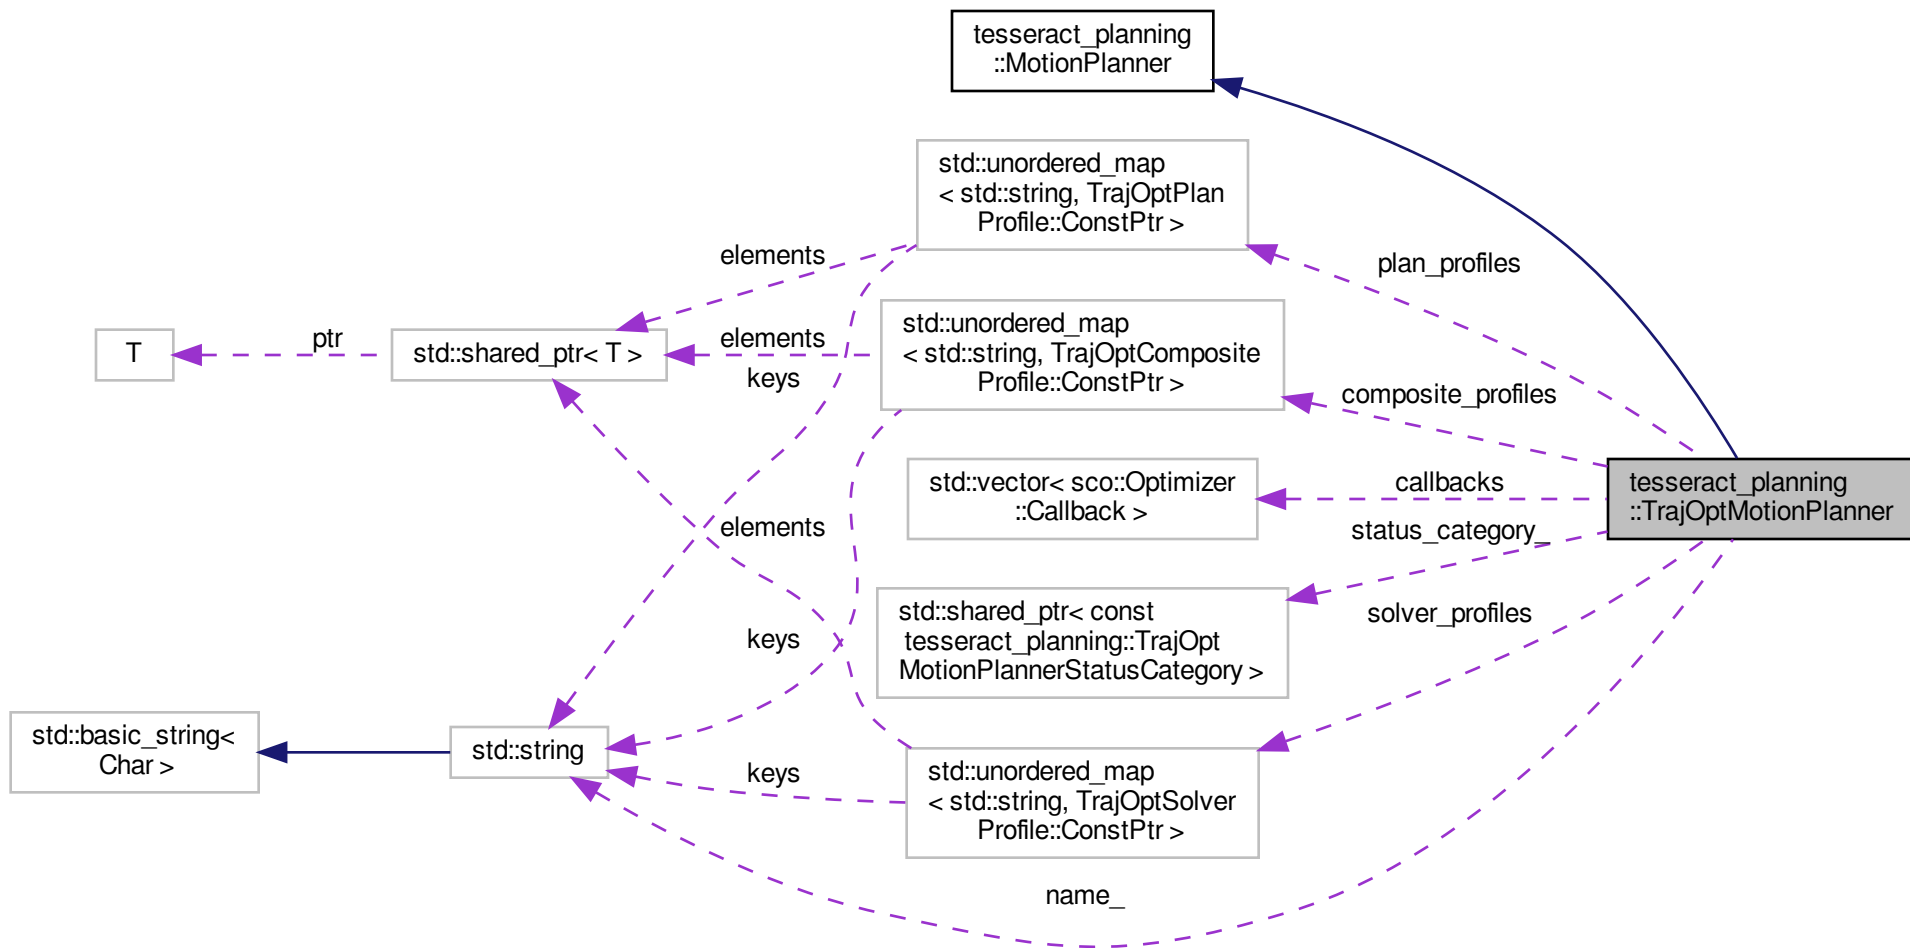 tesseract_planning
::MotionPlanner
std::unordered_map
< std::string, TrajOptPlan
Profile::ConstPtr >
elements
plan_profiles
std::unordered_map
< std::string, TrajOptComposite
Profile::ConstPtr >
T
ptr
std::shared_ptr< T >
elements
keys
composite_profiles
std::vector< sco::Optimizer
::Callback >
callbacks
tesseract_planning
::TrajOptMotionPlanner
elements
status_category_
std::shared_ptr< const
tesseract_planning::TrajOpt
MotionPlannerStatusCategory >
keys
solver_profiles
std::basic_string<
Char >
std::string
keys
std::unordered_map
< std::string, TrajOptSolver
Profile::ConstPtr >
name_